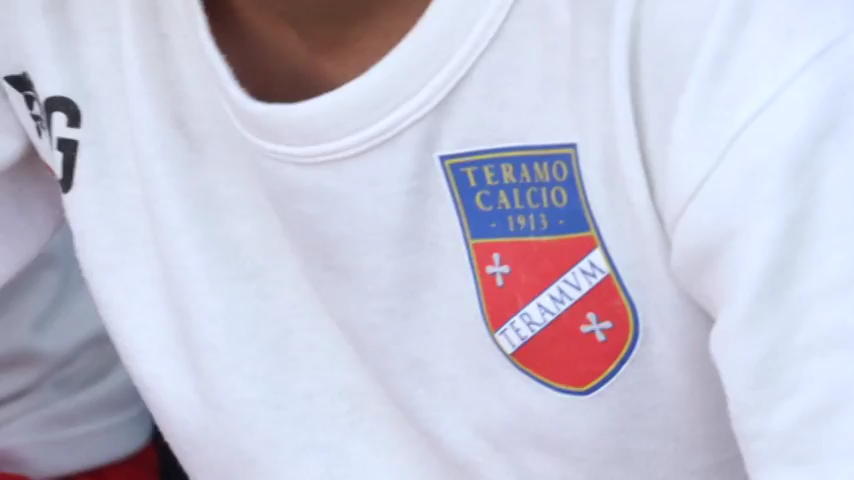 G
TERAMO
CALCIO
- 1913 -
TERAMVM